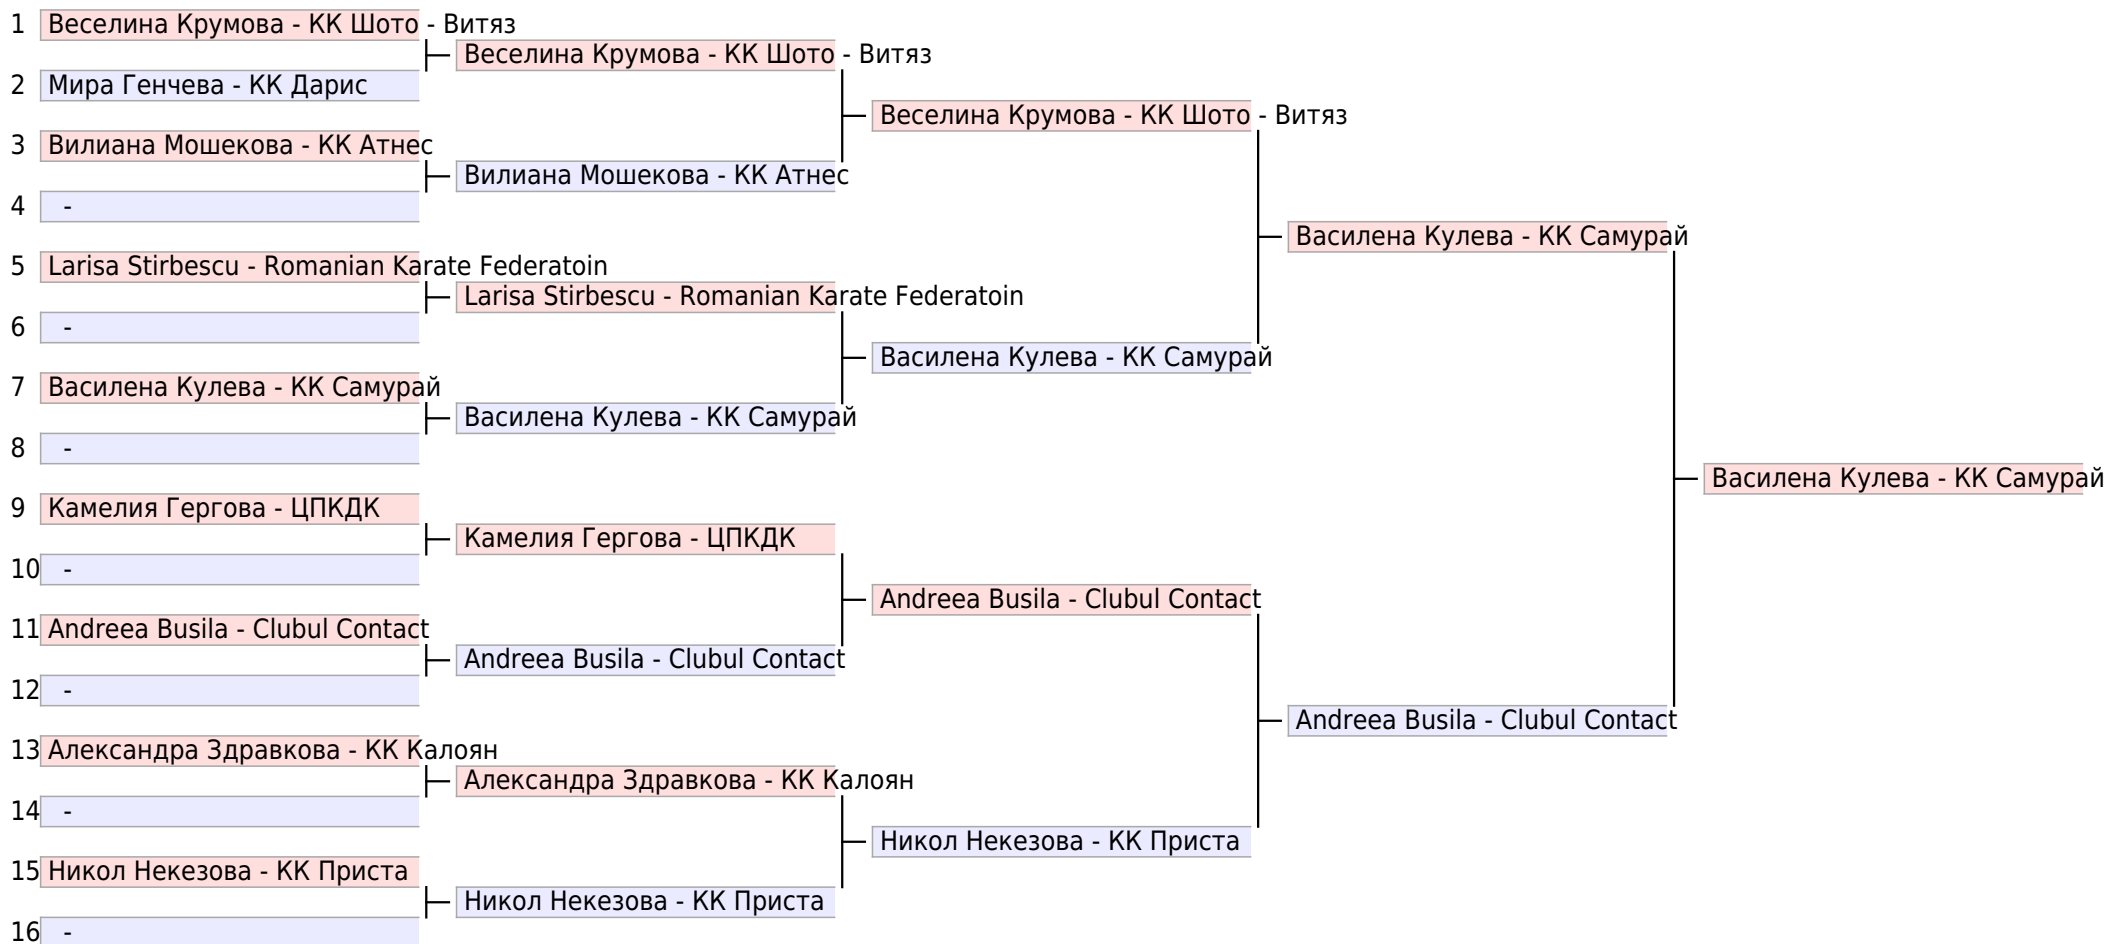 1 Веселина Крумова - КК Шото - Витяз
Веселина Крумова - КК Шото - Витяз
2 Мира Генчева - КК Дарис
Веселина Крумова - КК Шото - Витяз
3 Вилиана Мошекова - КК Атнес
Вилиана Мошекова - КК Атнес
4 -
Василена Кулева - КК Самурай
5 Larisa Stirbescu - Romanian Karate Federatoin
Larisa Stirbescu - Romanian Karate Federatoin
6 -
Василена Кулева - КК Самурай
7 Василена Кулева - КК Самурай
Василена Кулева - КК Самурай
8 -
Василена Кулева - КК Самурай
9 Камелия Гергова - ЦПКДК
Камелия Гергова - ЦПКДК
10 -
Andreea Busila - Clubul Contact
11 Andreea Busila - Clubul Contact
Andreea Busila - Clubul Contact
12 -
Andreea Busila - Clubul Contact
13 Александра Здравкова - КК Калоян
Александра Здравкова - КК Калоян
14 -
Никол Некезова - КК Приста
15 Никол Некезова - КК Приста
Никол Некезова - КК Приста
16 -